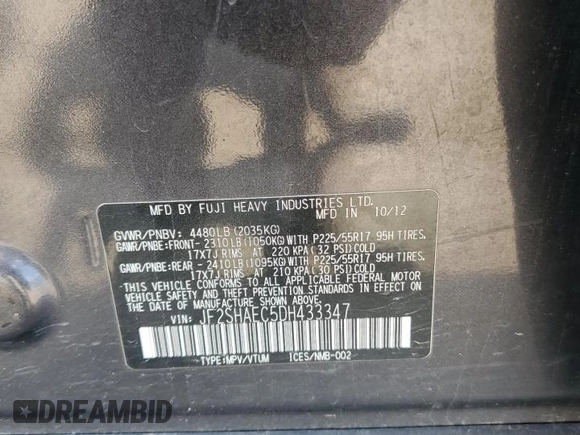 MFD BY FUJI HEAVY INDUSTRIES LTD.
MFD IN 10/12
GVWR/PNBV: 4480LB (2035KG)
GAWR/PNBE:FRONT- 2310LB (1050KG) WITH P225/55R17 95H TIRES,
17X7J RIMS AT 220 KPA (32 PSI) COLD
GAWR/PNBE:REAR - 2410LB (1095KG) WITH P225/55R17 95H TIRES,
17X7J RIMS AT 210 KPA (30 PSI) COLD
THIS VEHICLE CONFORMS TO ALL APPLICABLE FEDERAL MOTOR
VEHICLE SAFETY AND BUMPER STANDARDS IN EFFECT ON THE
DATE OF MANUFACTURE SHOWN ABOVE.
VIN: JF2SHAEC5DH433347
TYPE:MPV/VTUM ICES/NMB-002
DREAMBID